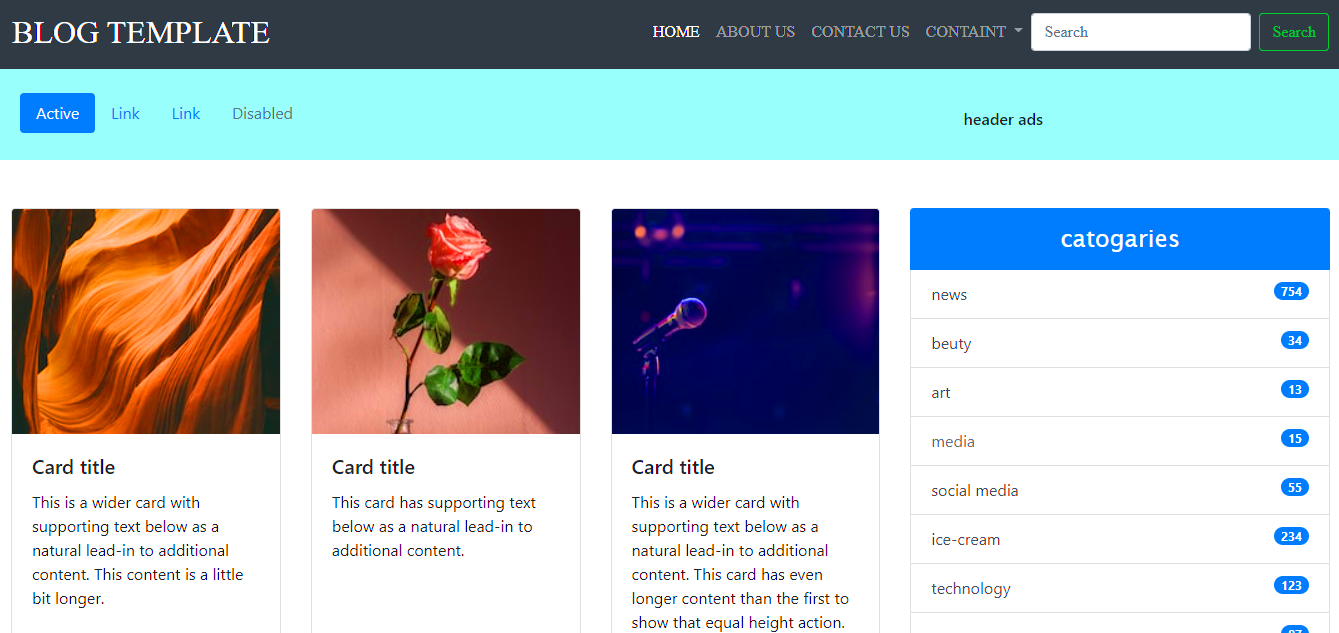 BLOG TEMPLATE
HOME ABOUT US CONTACT US CONTAINT Search Search
Active Link Link Disabled
header ads
catogaries
news 754
beuty 34
art 13
media 15
social media 55
ice-cream 234
technology 123
Card title
This is a wider card with
supporting text below as a
natural lead-in to additional
content. This content is a little
bit longer.
Card title
This card has supporting text
below as a natural lead-in to
additional content.
Card title
This is a wider card with
supporting text below as a
natural lead-in to additional
content. This card has even
longer content than the first to
show that equal height action.